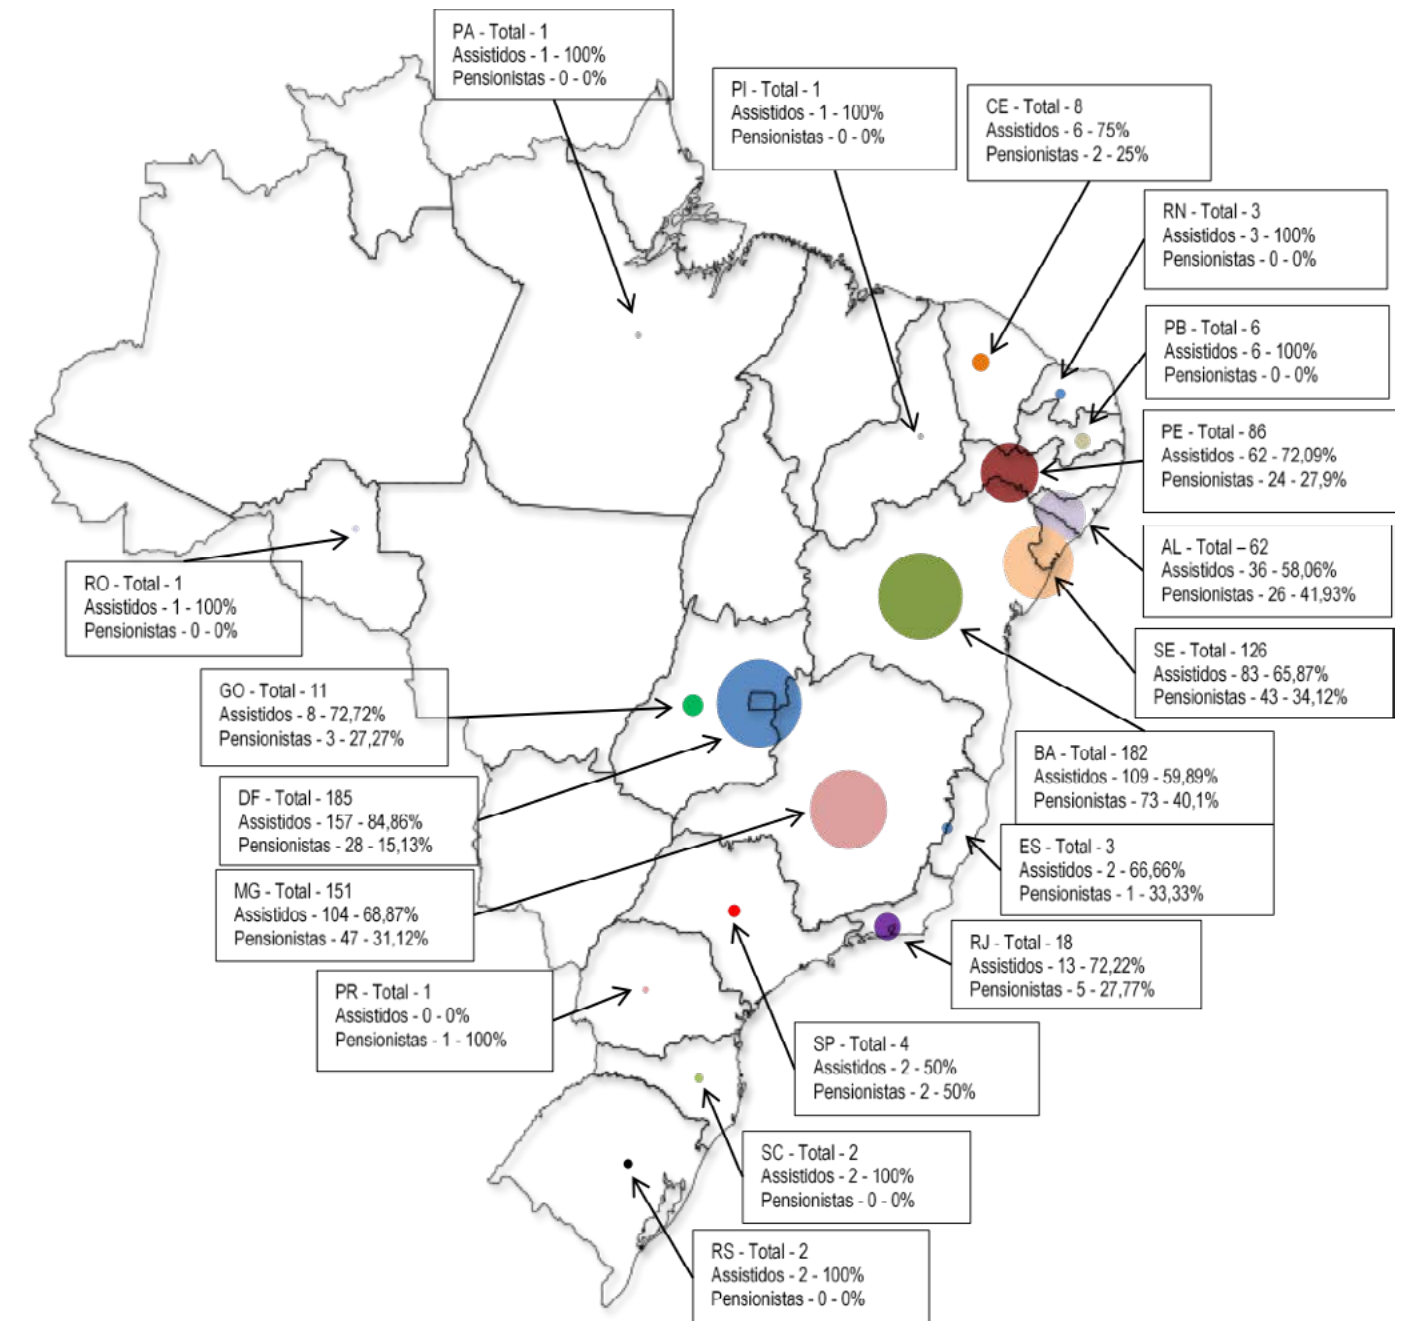 PA - Total - 1
Assistidos - 1 - 100%
Pensionistas - 0 - 0%
PI - Total - 1
Assistidos - 1 - 100%
Pensionistas - 0 - 0%
CE - Total - 8
Assistidos - 6 - 75%
Pensionistas - 2 - 25%
RN - Total - 3
Assistidos - 3 - 100%
Pensionistas - 0 - 0%
PB - Total - 6
Assistidos - 6 - 100%
Pensionistas - 0 - 0%
PE - Total - 86
Assistidos - 62 - 72,09%
Pensionistas - 24 - 27,9%
AL - Total – 62
Assistidos - 36 - 58,06%
Pensionistas - 26 - 41,93%
RO - Total - 1
Assistidos - 1 - 100%
Pensionistas - 0 - 0%
SE - Total - 126
Assistidos - 83 - 65,87%
Pensionistas - 43 - 34,12%
GO - Total - 11
Assistidos - 8 - 72,72%
Pensionistas - 3 - 27,27%
BA - Total - 182
Assistidos - 109 - 59,89%
Pensionistas - 73 - 40,1%
DF - Total - 185
Assistidos - 157 - 84,86%
Pensionistas - 28 - 15,13%
ES - Total - 3
Assistidos - 2 - 66,66%
Pensionistas - 1 - 33,33%
MG - Total - 151
Assistidos - 104 - 68,87%
Pensionistas - 47 - 31,12%
RJ - Total - 18
Assistidos - 13 - 72,22%
Pensionistas - 5 - 27,77%
PR - Total - 1
Assistidos - 0 - 0%
Pensionistas - 1 - 100%
SP - Total - 4
Assistidos - 2 - 50%
Pensionistas - 2 - 50%
SC - Total - 2
Assistidos - 2 - 100%
Pensionistas - 0 - 0%
RS - Total - 2
Assistidos - 2 - 100%
Pensionistas - 0 - 0%